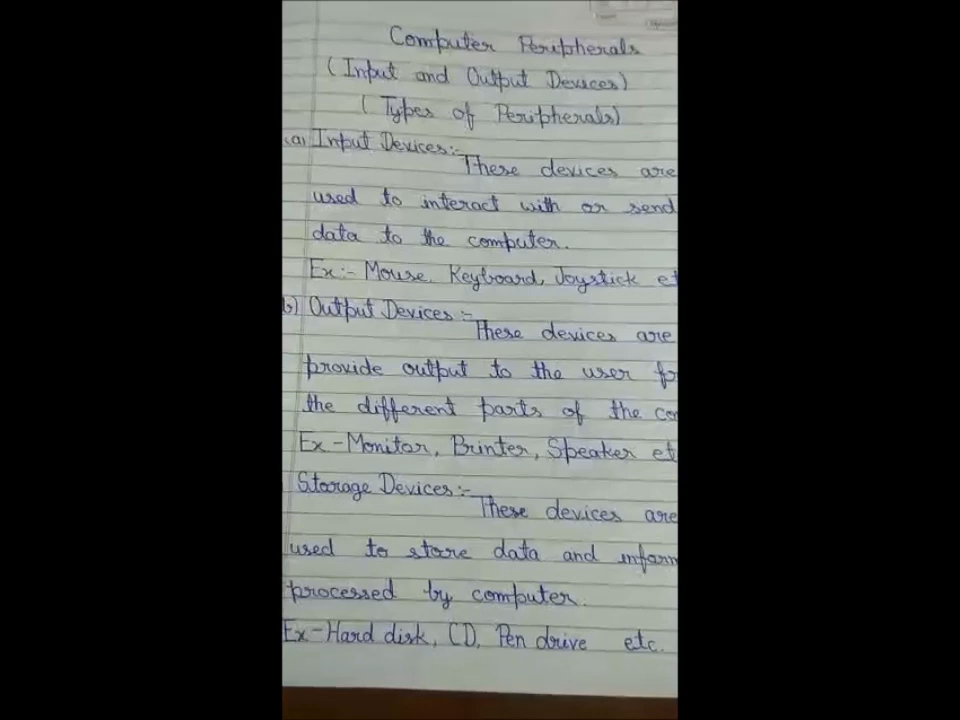 Computer Peripherals
(Input and Output Devices)
(Types of Peripherals)
(a) Input Devices:-
These devices are
used to interact with or send
data to the computer.
Ex:- Mouse, Keyboard, Joystick et
b) Output Devices:-
These devices are
provide output to the user
the different parts of the
Ex-Monitor, Printer, Speaker et
Storage Devices:-
These devices are
used to store data and
processed by computer.
Ex-Hard disk, CD, Pen drive etc.